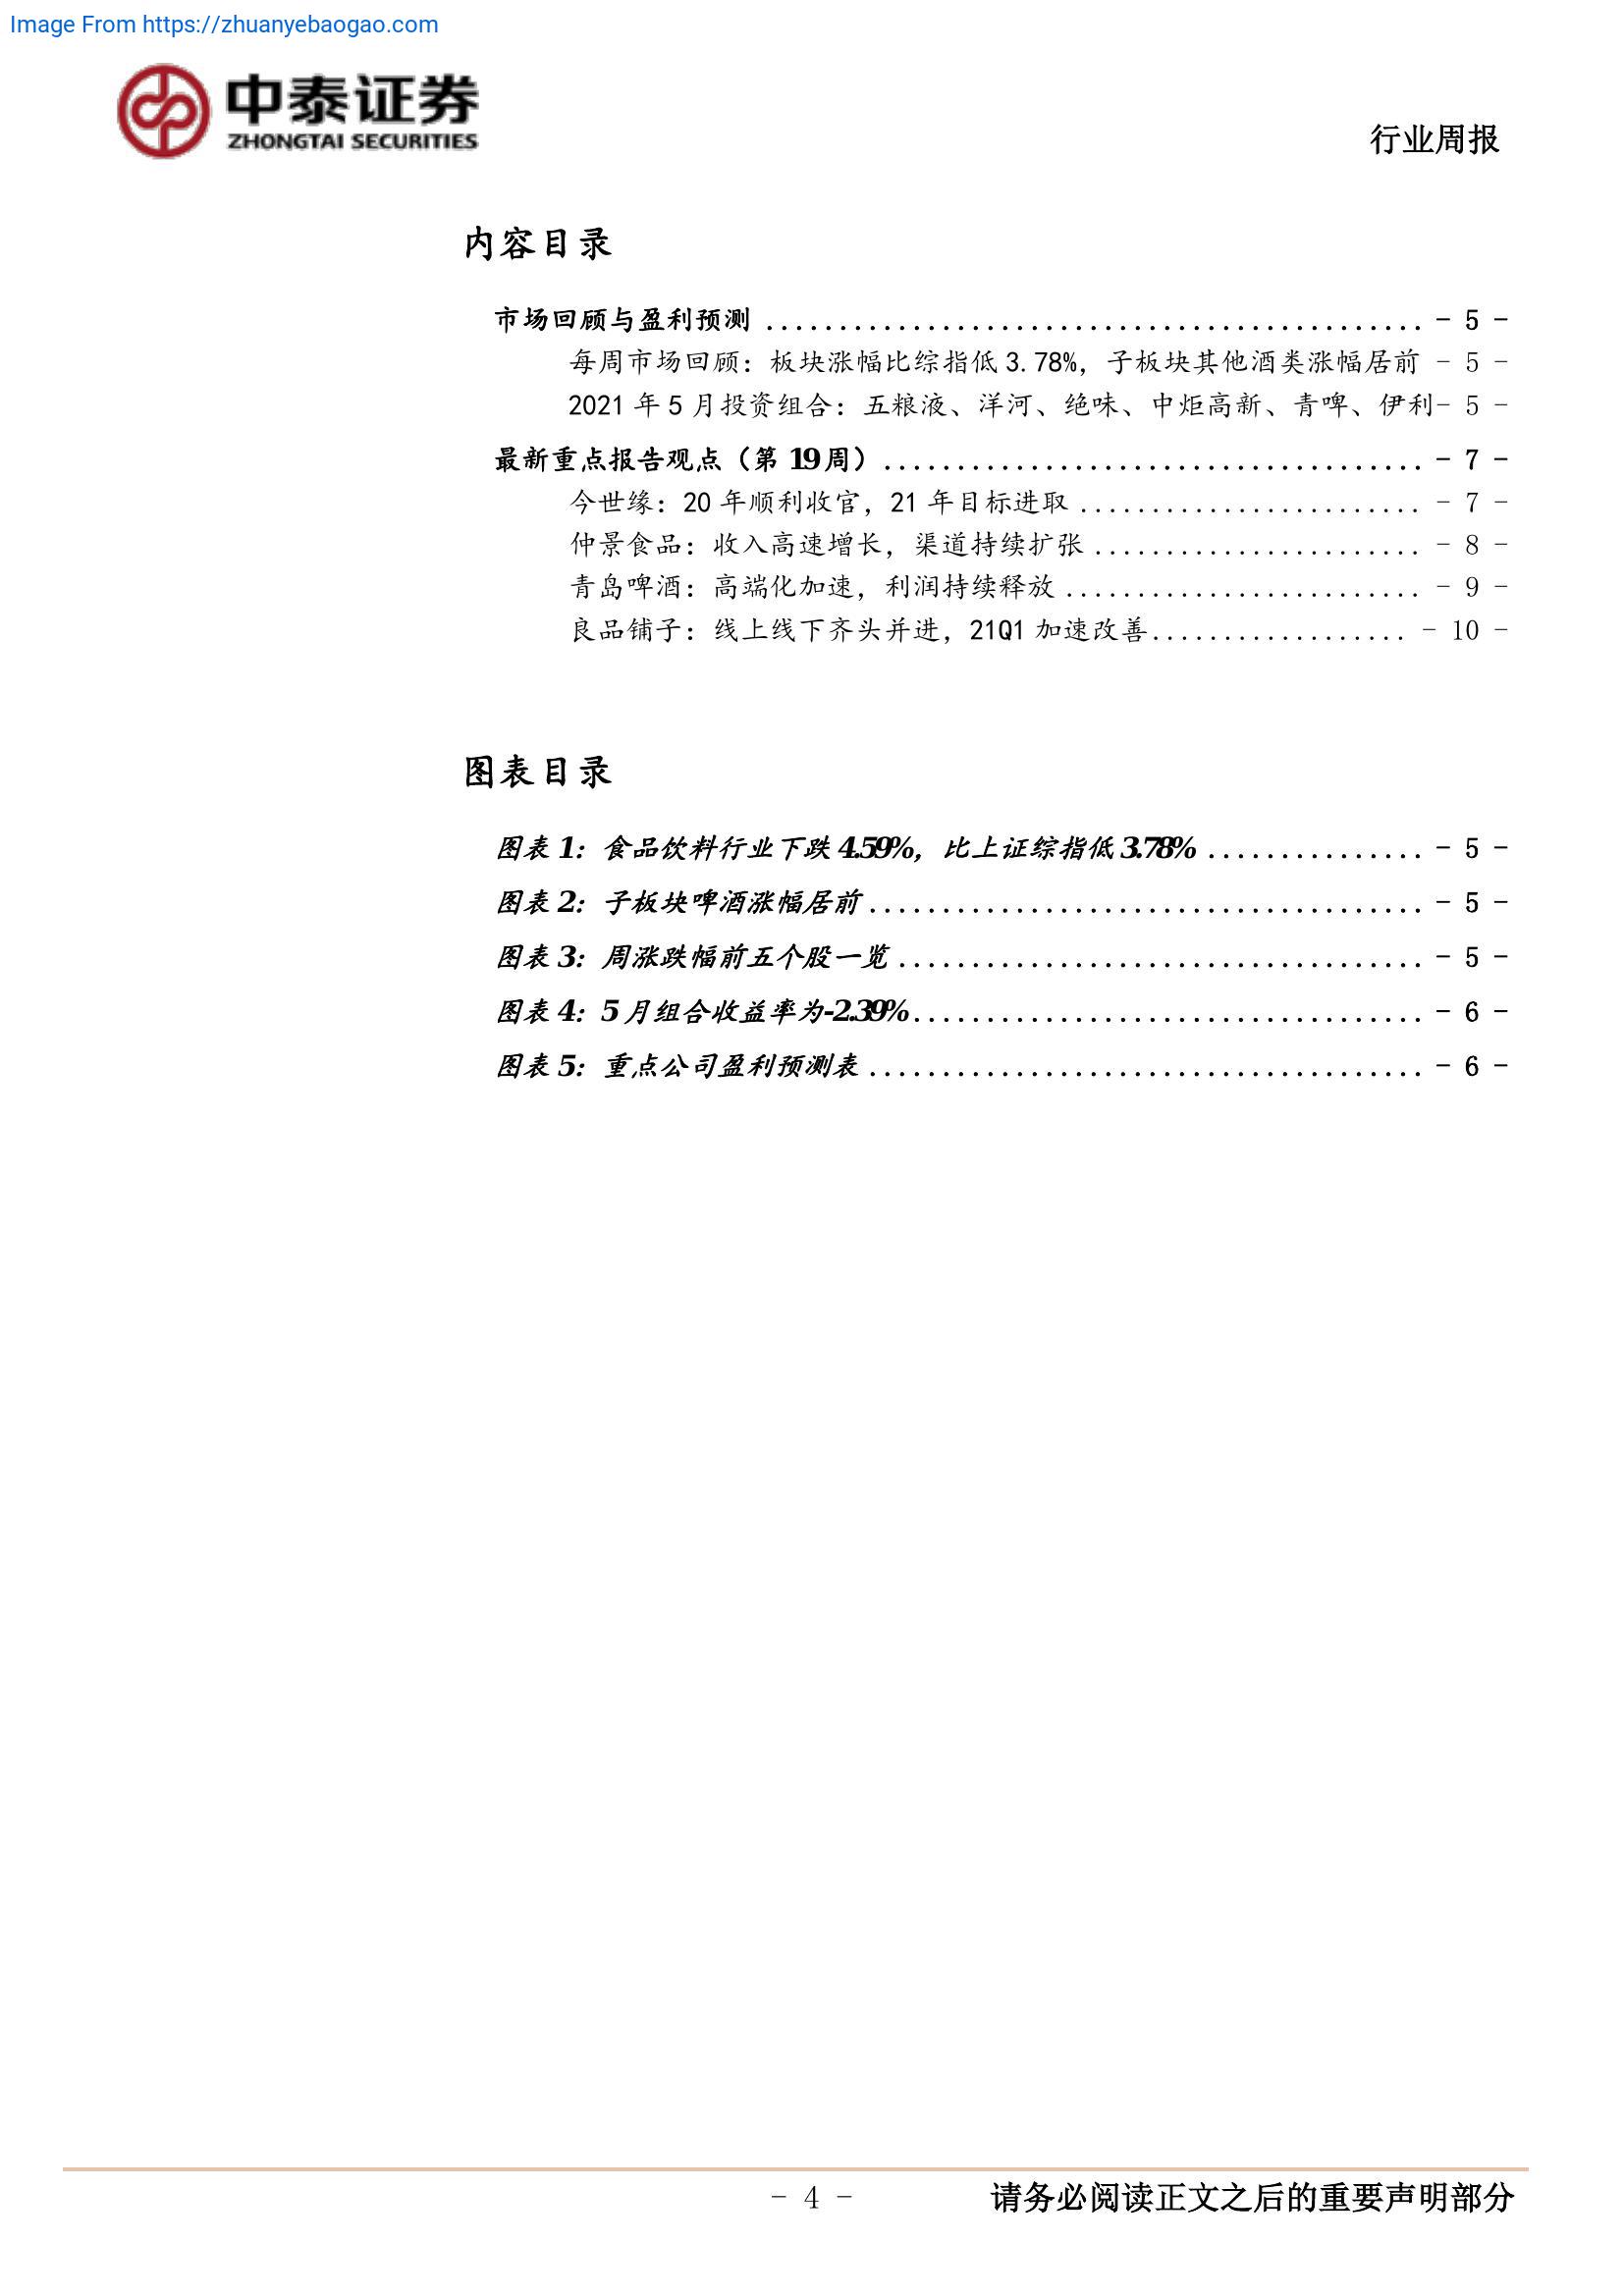 Image From https://zhuanyebaogao.com
中泰证券
ZHONGTAI SECURITIES
行业周报
内容目录
市场回顾与盈利预测 ............................................. - 5 -
每周市场回顾：板块涨幅比综指低 3.78%，子板块其他酒类涨幅居前 - 5 -
2021 年 5 月投资组合：五粮液、洋河、绝味、中炬高新、青啤、伊利- 5 -
最新重点报告观点（第 19 周）..................................... - 7 -
今世缘：20 年顺利收官，21 年目标进取 ........................ - 7 -
仲景食品：收入高速增长，渠道持续扩张 ....................... - 8 -
青岛啤酒：高端化加速，利润持续释放 ......................... - 9 -
良品铺子：线上线下齐头并进，21Q1 加速改善.................. - 10 -
图表目录
图表 1：食品饮料行业下跌 4.59%，比上证综指低 3.78% ............... - 5 -
图表 2：子板块啤酒涨幅居前...................................... - 5 -
图表 3：周涨跌幅前五个股一览.................................... - 5 -
图表 4：5 月组合收益率为-2.39%................................... - 6 -
图表 5：重点公司盈利预测表 ...................................... - 6 -
- 4 -
请务必阅读正文之后的重要声明部分